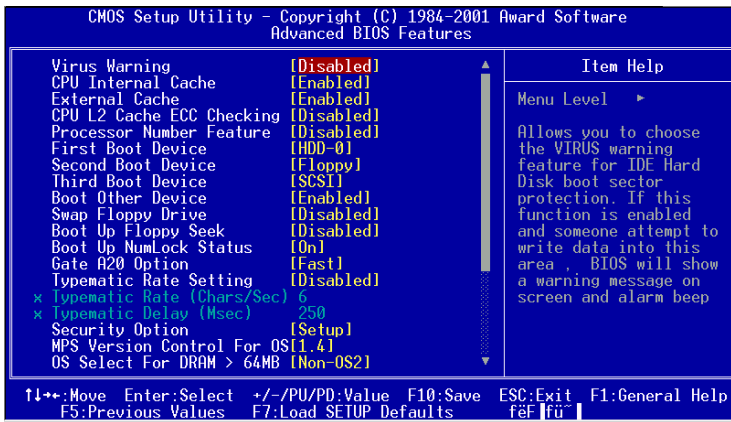 CMOS Setup Utility – Copyright (C) 1984-2001 Award Software
Advanced BIOS Features
Virus Warning [Disabled]
CPU Internal Cache [Enabled]
External Cache [Enabled]
CPU L2 Cache ECC Checking [Disabled]
Processor Number Feature [Disabled]
First Boot Device [HDD-0]
Second Boot Device [Floppy]
Third Boot Device [SCSI]
Boot Other Device [Enabled]
Swap Floppy Drive [Disabled]
Boot Up Floppy Seek [Disabled]
Boot Up NumLock Status [On]
Gate A20 Option [Fast]
Typematic Rate Setting [Disabled]
x Typematic Rate (Chars/Sec) 6
x Typematic Delay (Msec) 250
Security Option [Setup]
MPS Version Control For OS[1.4]
OS Select For DRAM > 64MB [Non-OS2]
Item Help
Menu Level ►
Allows you to choose
the VIRUS warning
feature for IDE Hard
Disk boot sector
protection. If this
function is enabled
and someone attempt to
write data into this
area , BIOS will show
a warning message on
screen and alarm beep
↑↓→←:Move Enter:Select +/-/PU/PD:Value F10:Save ESC:Exit F1:General Help
F5:Previous Values F7:Load SETUP Defaults